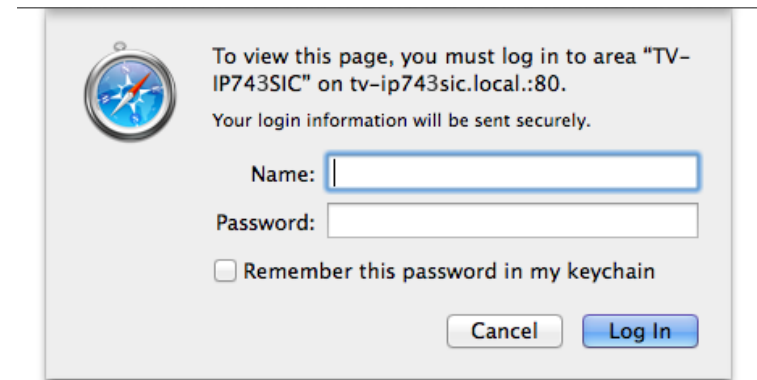 To view this page, you must log in to area “TV-
IP743SIC” on tv-ip743sic.local.:80.
Your login information will be sent securely.
Name:
Password:
Remember this password in my keychain
Cancel Log In